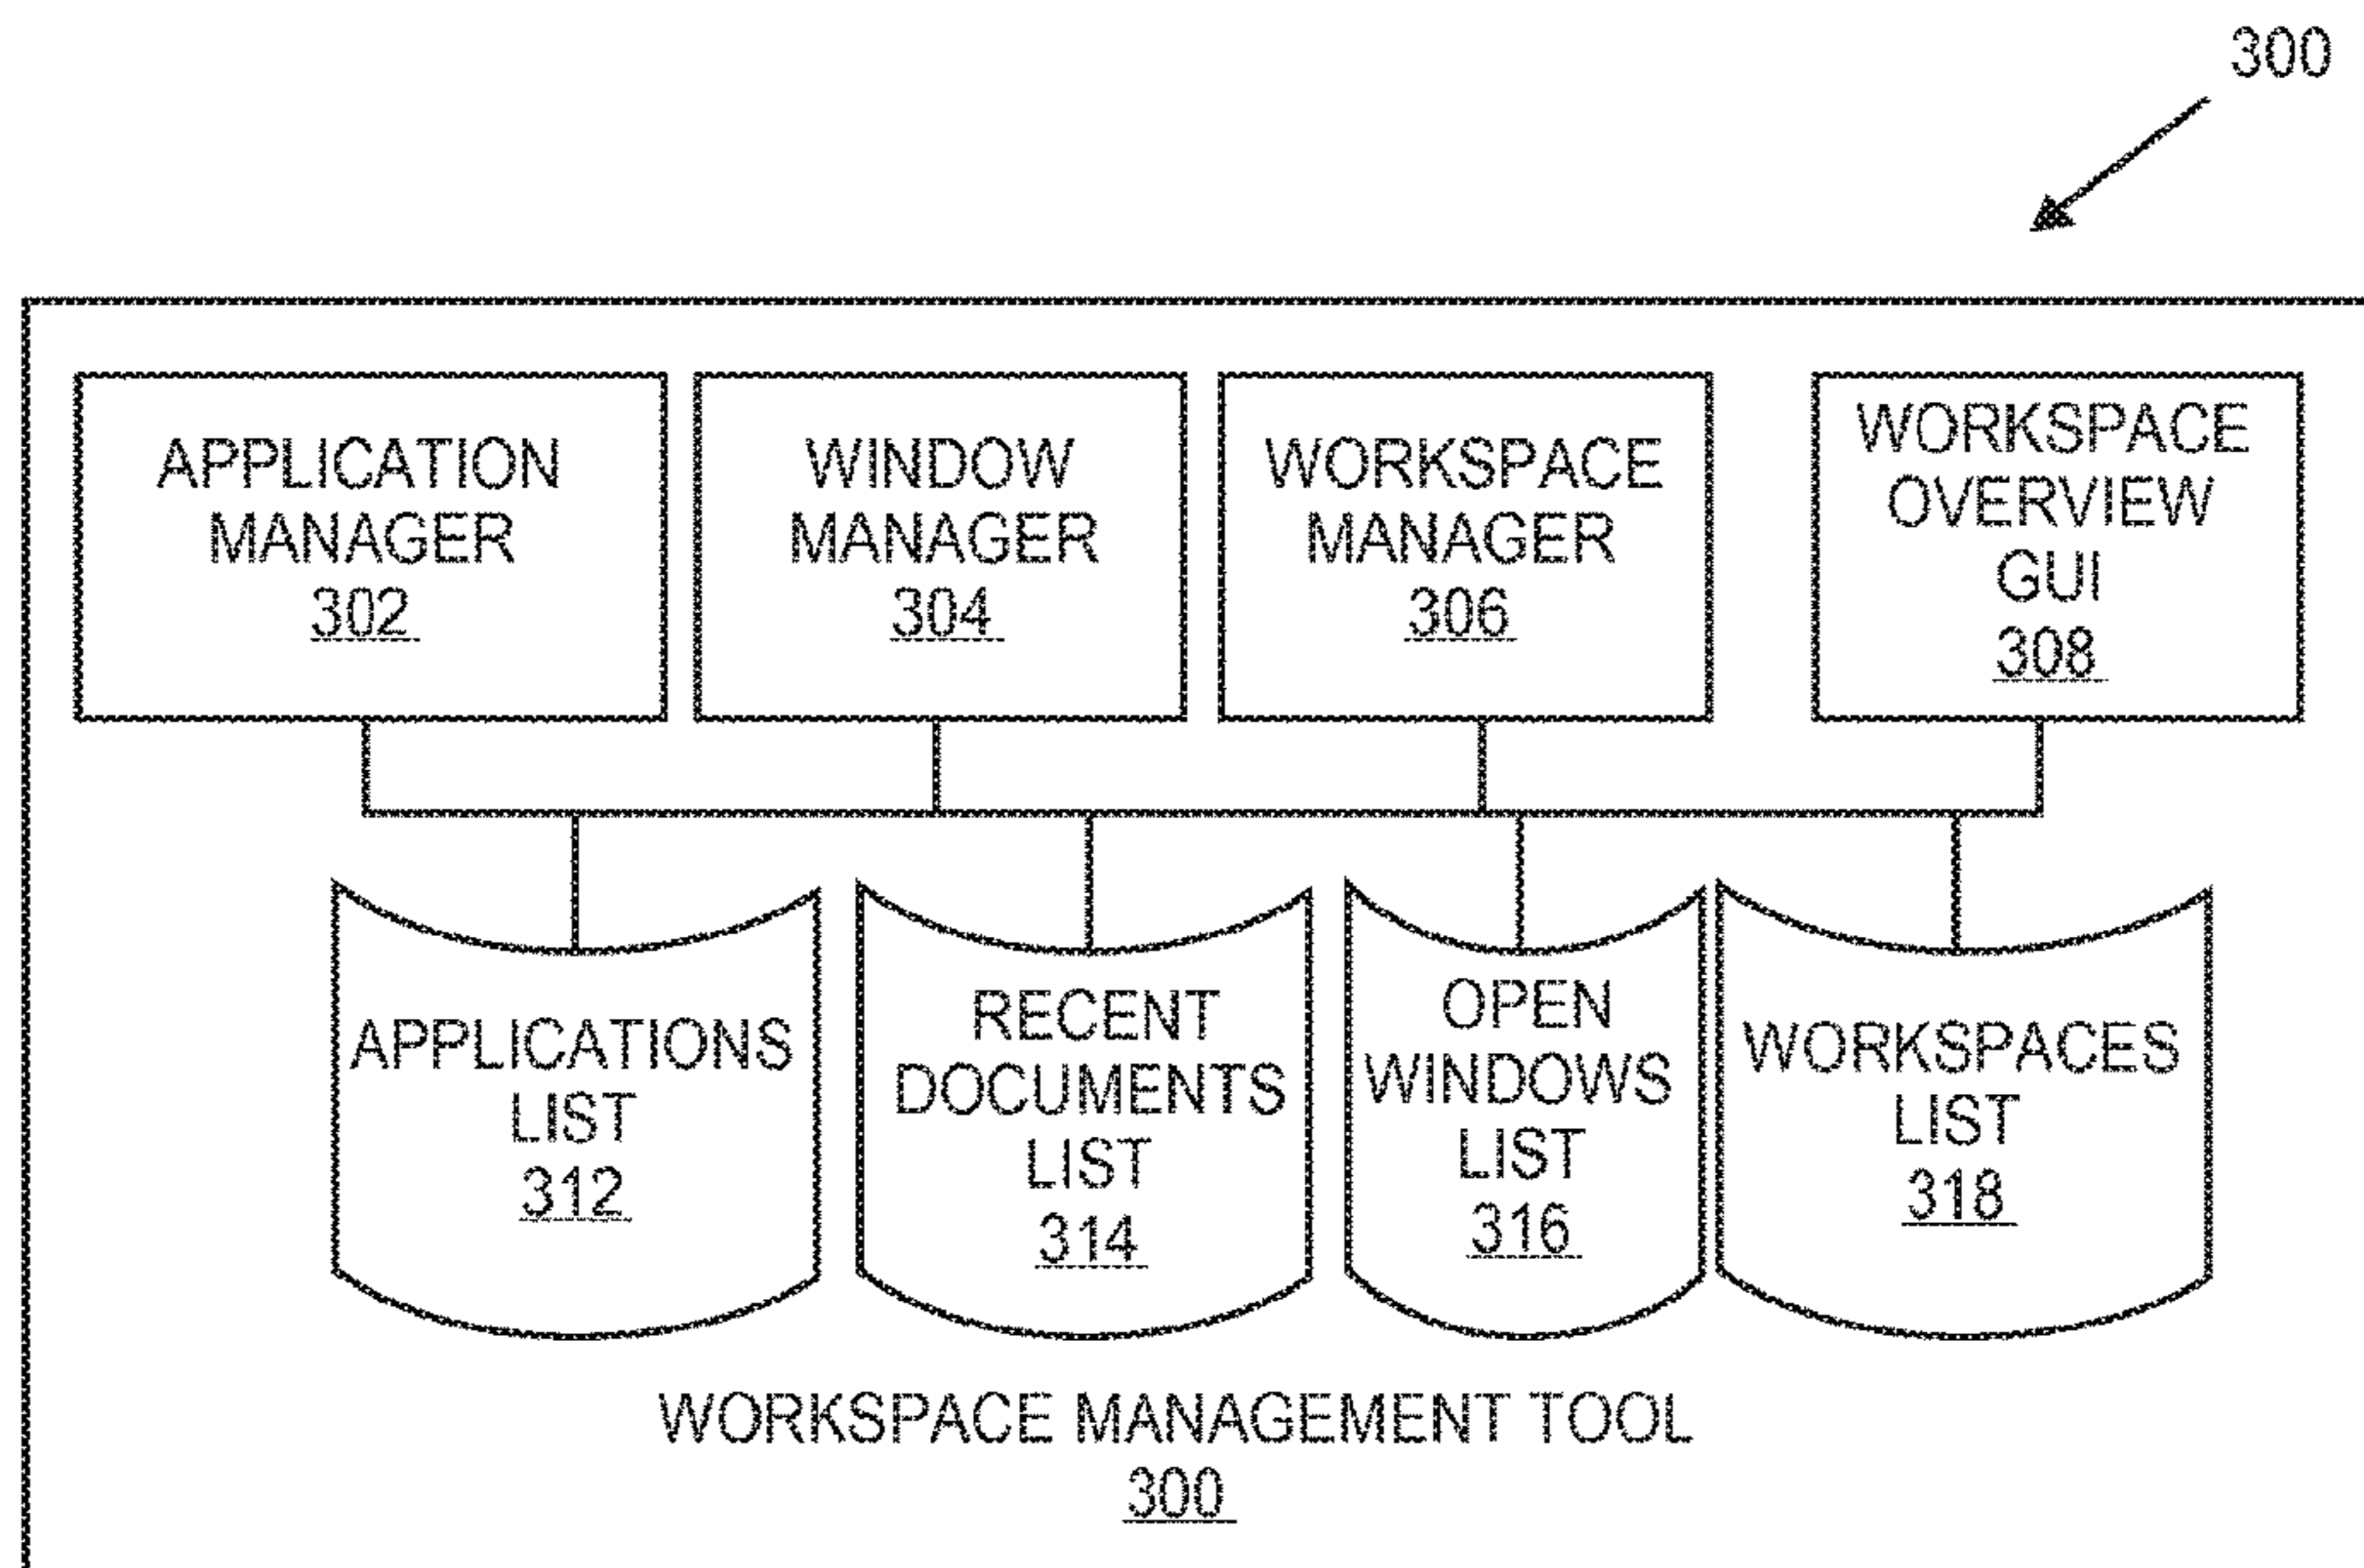 300
APPLICATION
MANAGER
302
WINDOW
MANAGER
304
WORKSPACE
MANAGER
306
WORKSPACE
OVERVIEW
GUI
308
APPLICATIONS
LIST
312
RECENT
DOCUMENTS
LIST
314
OPEN
WINDOWS
LIST
316
WORKSPACES
LIST
318
WORKSPACE MANAGEMENT TOOL
300